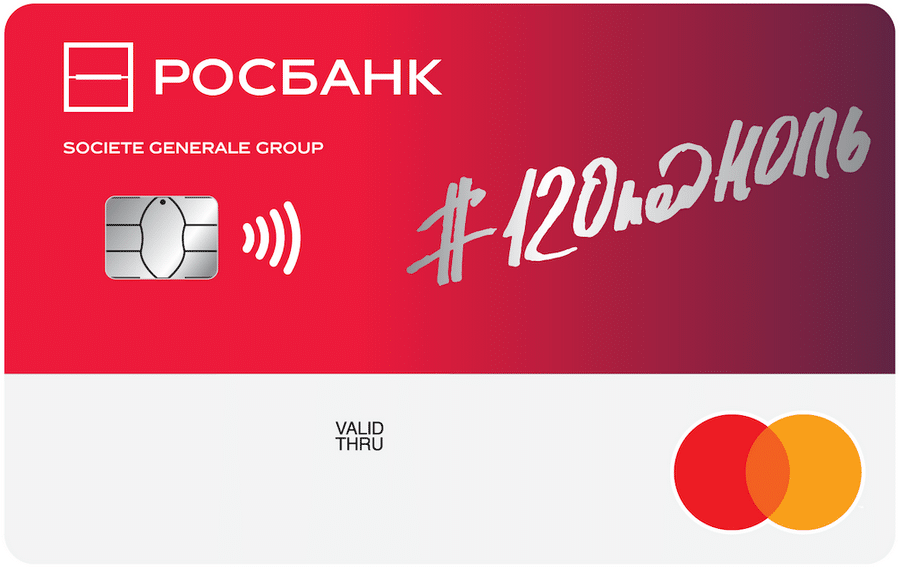 РОСБАНК
SOCIETE GENERALE GROUP
#120подНОЛЬ
VALID
THRU